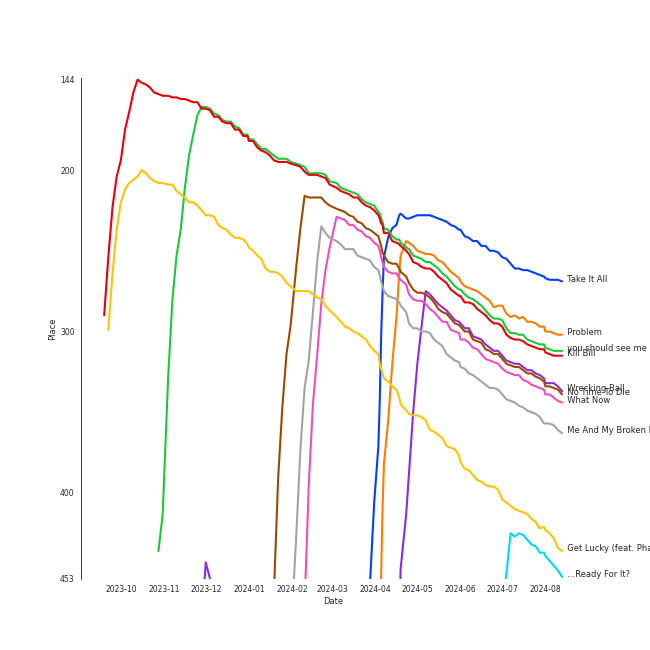 144
200
300
400
453
Place
2023-10
2023-11
2023-12
2024-01
2024-02
2024-03
2024-04
2024-05
2024-06
2024-07
2024-08
Date
Take It All
Problem
you should see me
Kill Bill
Wrecking Ball
No Time To Die
What Now
Me And My Broken
Get Lucky (feat. Pha
...Ready For It?